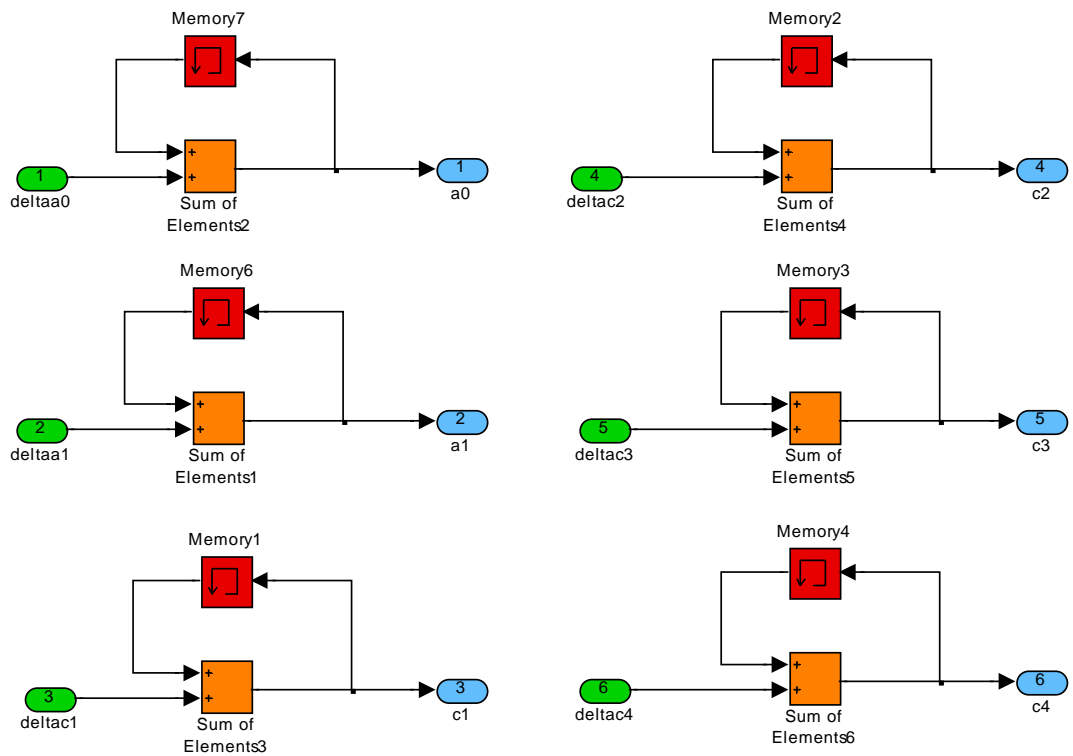 Memory7
+
+
1
deltaa0
Sum of
Elements2
1
a0
Memory2
+
+
4
deltac2
Sum of
Elements4
4
c2
Memory6
+
+
2
deltaa1
Sum of
Elements1
2
a1
Memory3
+
+
5
deltac3
Sum of
Elements5
5
c3
Memory1
+
+
3
deltac1
Sum of
Elements3
3
c1
Memory4
+
+
6
deltac4
Sum of
Elements6
6
c4